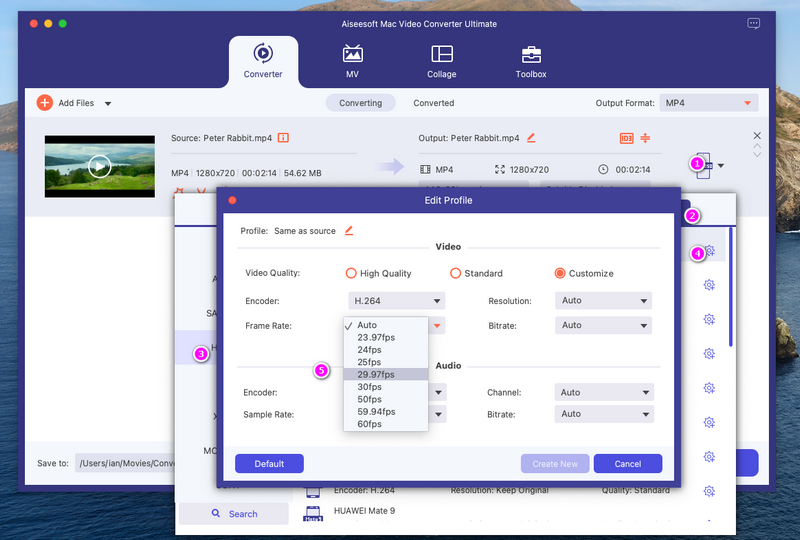 Aiseesoft Mac Video Converter Ultimate
Converter
MV
Collage
Toolbox
Add Files
Converting
Converted
Output Format:
MP4
Source: Peter Rabbit.mp4
Output: Peter Rabbit.mp4
ID3
MP4 1280x720 00:02:14 54.62 MB
MP4 1280x720 00:02:14
1
2
Edit Profile
Profile: Same as source
Video
4
Video Quality: High Quality Standard Customize
Encoder: H.264 Resolution: Auto
Frame Rate: Auto Bitrate: Auto
23.97fps
24fps
3
25fps
Audio
5
29.97fps
30fps
Encoder: Channel: Auto
50fps
Sample Rate: 59.94fps Bitrate: Auto
60fps
Save to: /Users/ian/Movies/Conve
Default
Create New
Cancel
Encoder: H.264 Resolution: Keep Original Quality: Standard
Search
HUAWEI Mate 9